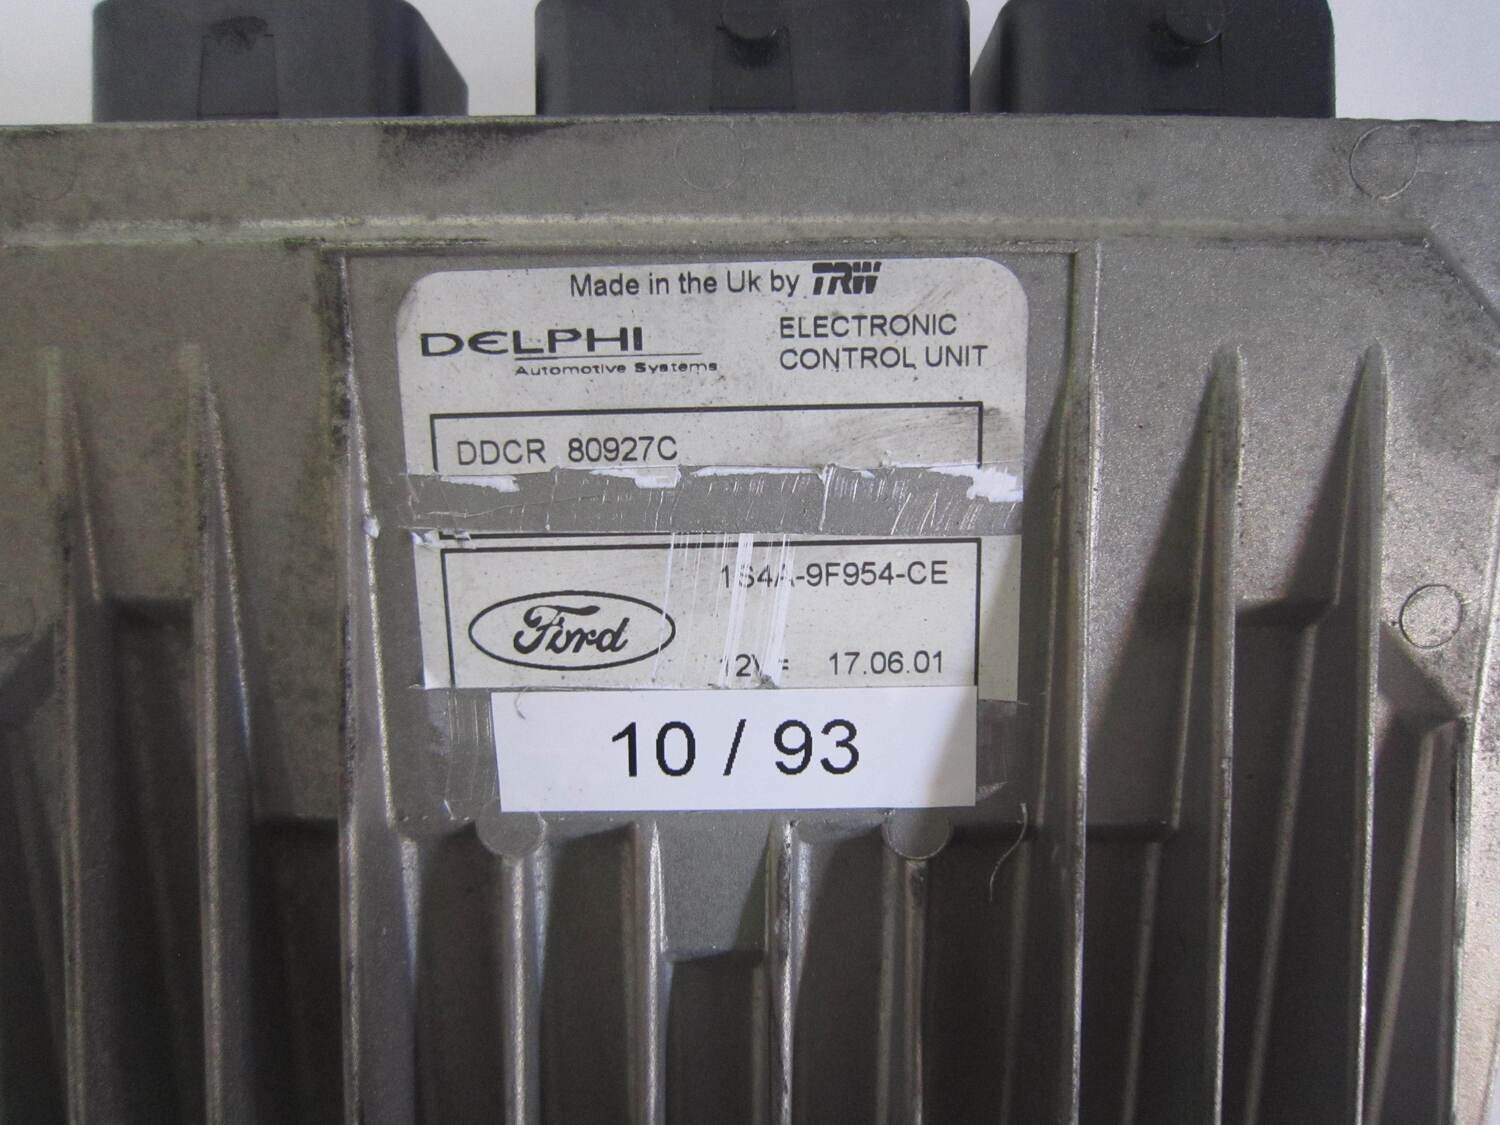 Made in the Uk by TRW
DELPHI
Automotive Systems
ELECTRONIC
CONTROL UNIT
DDCR 80927C
1S4A-9F954-CE
Ford
12V= 17.06.01
10 / 93